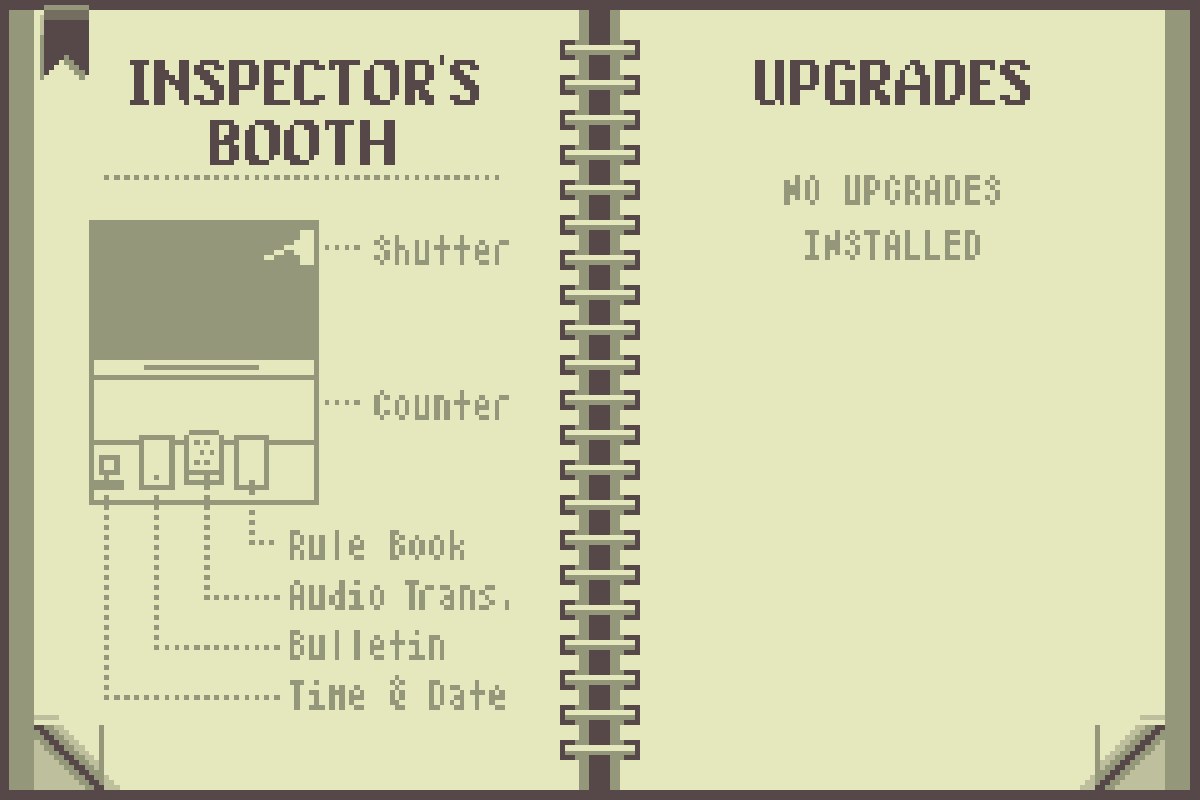 INSPECTOR'S
BOOTH
Shutter
Counter
Rule Book
Audio Trans.
Bulletin
Time & Date
UPGRADES
NO UPGRADES
INSTALLED